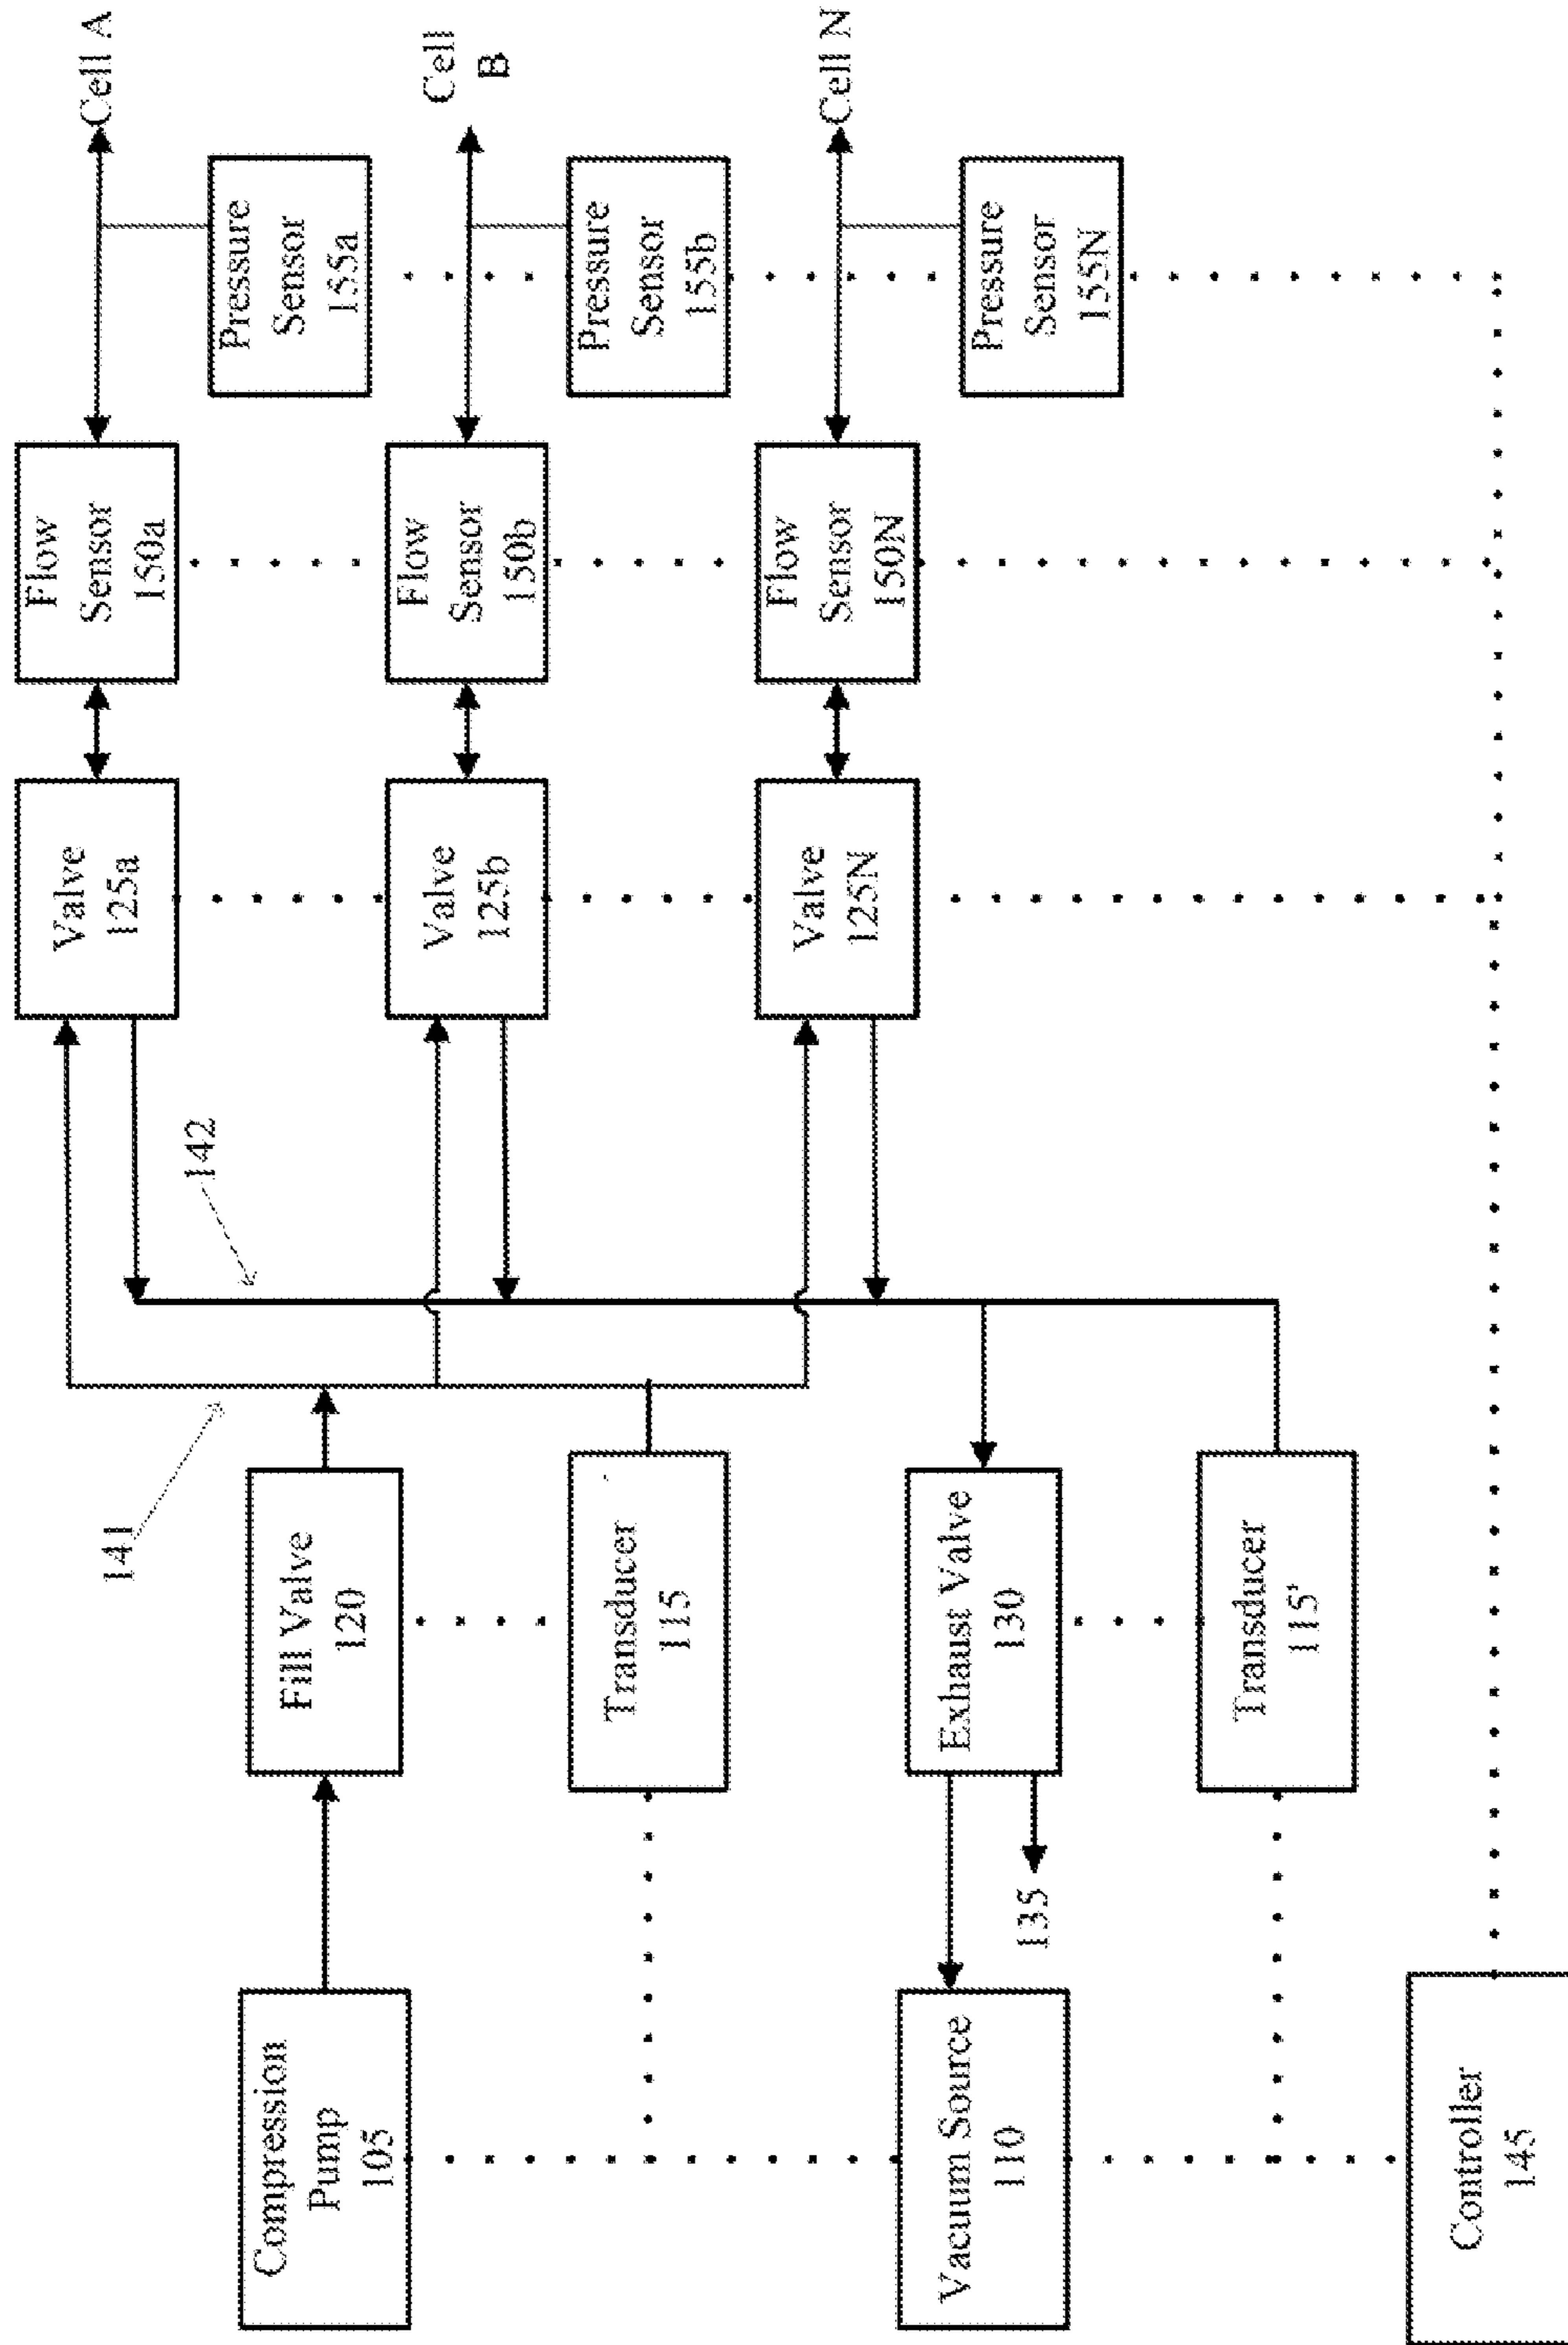 Compression
Pump
105
Fill Valve
120
141
142
Valve
125a
Flow
Sensor
150a
Cell A
Pressure
Sensor
155a
Transducer
115
Valve
125b
Flow
Sensor
150b
Cell
B
Pressure
Sensor
155b
Vacuum Source
110
135
Exhaust Valve
130
Valve
125N
Flow
Sensor
150N
Cell N
Pressure
Sensor
155N
Transducer
115'
Controller
145